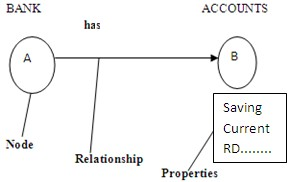 BANK
ACCOUNTS
has
A
B
Saving
Current
RD........
Node
Relationship
Properties